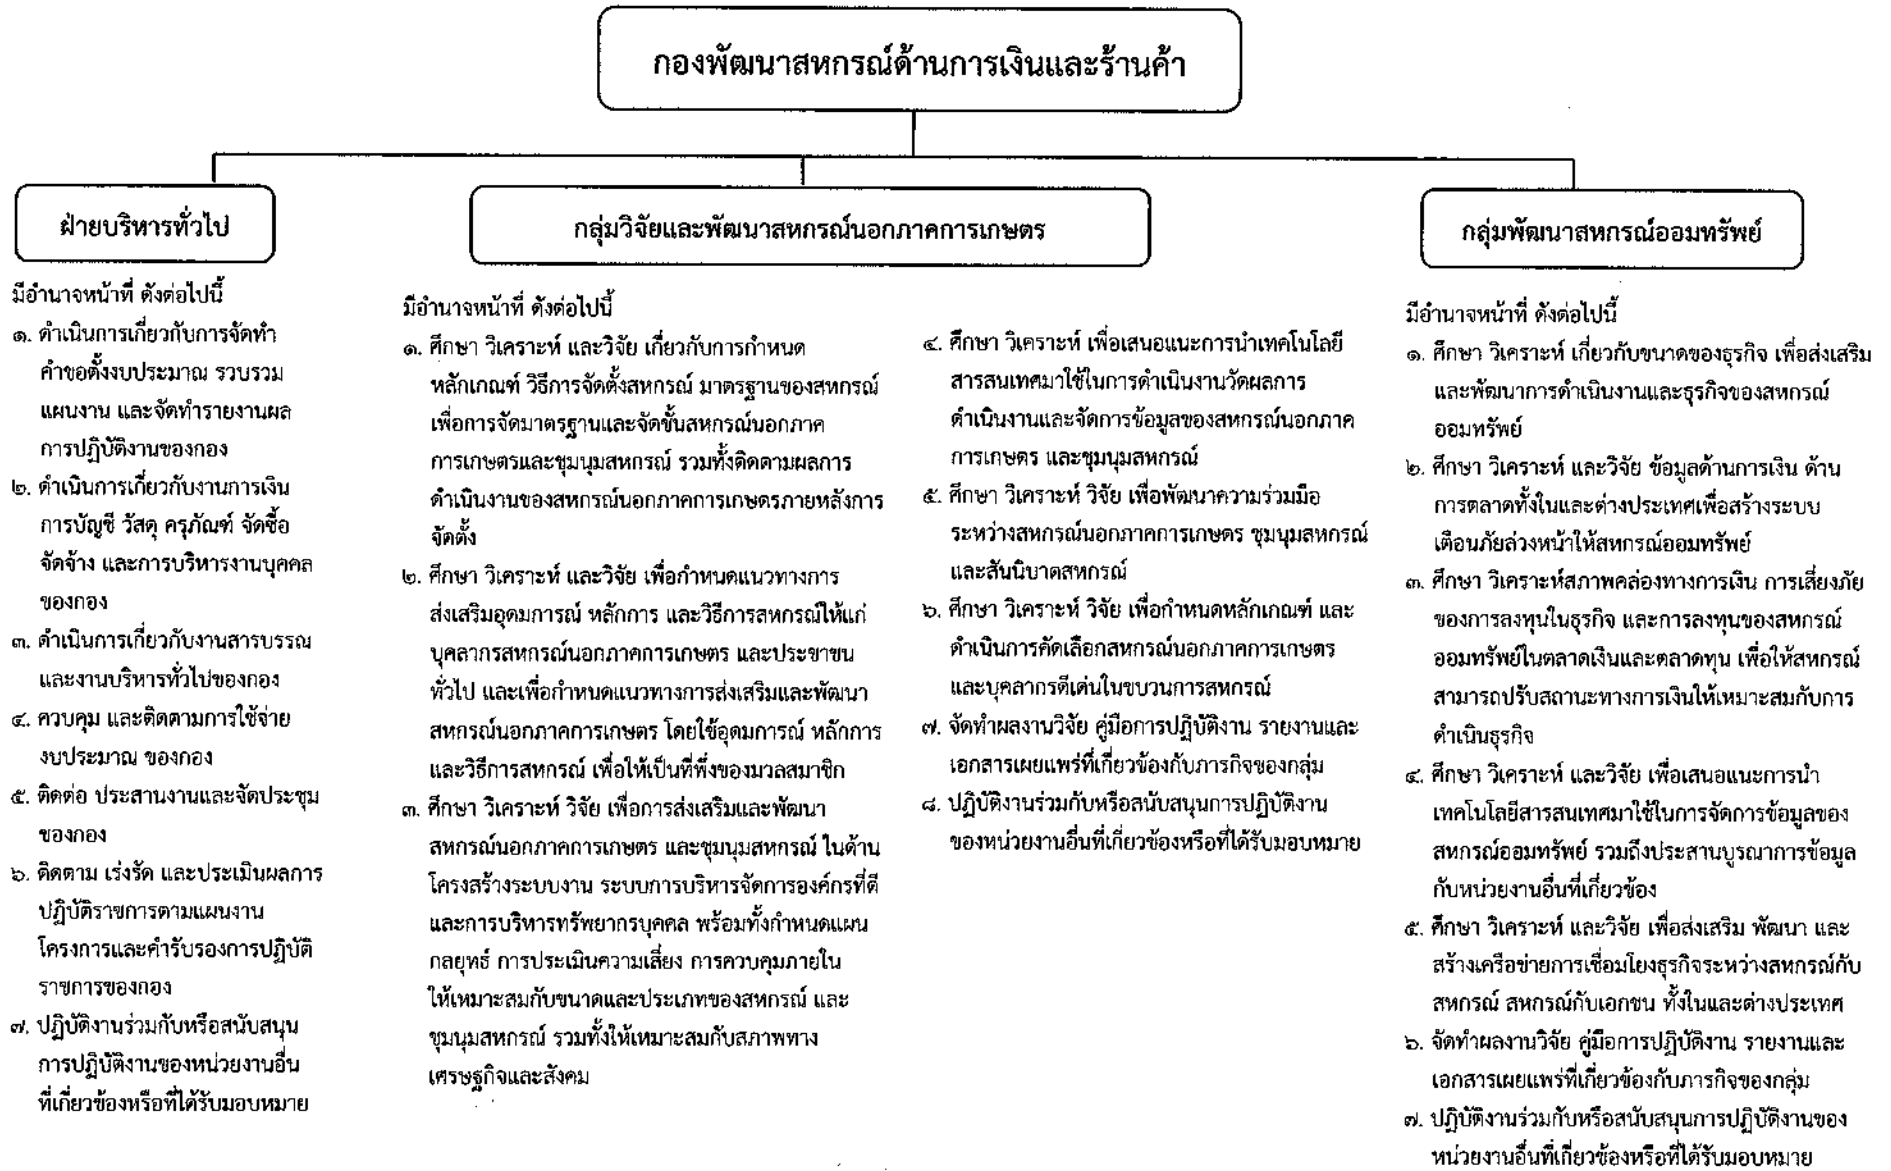 กองพัฒนาสหกรณ์ด้านการเงินและร้านค้า
ฝ่ายบริหารทั่วไป
มีอำนาจหน้าที่ ดังต่อไปนี้
๑. ดำเนินการเกี่ยวกับการจัดทำ
คำขอตั้งงบประมาณ รวบรวม
แผนงาน และจัดทำรายงานผล
การปฏิบัติงานของกอง
๒. ดำเนินการเกี่ยวกับงานการเงิน
การบัญชี วัสดุ ครุภัณฑ์ จัดซื้อ
จัดจ้าง และการบริหารงานบุคคล
ของกอง
๓. ดำเนินการเกี่ยวกับงานสารบรรณ
และงานบริหารทั่วไปของกอง
๔. ควบคุม และติดตามการใช้จ่าย
งบประมาณ ของกอง
๕. ติดต่อ ประสานงานและจัดประชุม
ของกอง
๖. ติดตาม เร่งรัด และประเมินผลการ
ปฏิบัติราชการตามแผนงาน
โครงการและคำรับรองการปฏิบัติ
ราชการของกอง
๗. ปฏิบัติงานร่วมกับหรือสนับสนุน
การปฏิบัติงานของหน่วยงานอื่น
ที่เกี่ยวข้องหรือที่ได้รับมอบหมาย
กลุ่มวิจัยและพัฒนาสหกรณ์นอกภาคการเกษตร
มีอำนาจหน้าที่ ดังต่อไปนี้
๑. ศึกษา วิเคราะห์ และวิจัย เกี่ยวกับการกำหนด
หลักเกณฑ์ วิธีการจัดตั้งสหกรณ์ มาตรฐานของสหกรณ์
เพื่อการจัดมาตรฐานและจัดชั้นสหกรณ์นอกภาค
การเกษตรและชุมนุมสหกรณ์ รวมทั้งติดตามผลการ
ดำเนินงานของสหกรณ์นอกภาคการเกษตรภายหลังการ
จัดตั้ง
๒. ศึกษา วิเคราะห์ และวิจัย เพื่อกำหนดแนวทางการ
ส่งเสริมอุดมการณ์ หลักการ และวิธีการสหกรณ์ให้แก่
บุคลากรสหกรณ์นอกภาคการเกษตร และประชาชน
ทั่วไป และเพื่อกำหนดแนวทางการส่งเสริมและพัฒนา
สหกรณ์นอกภาคการเกษตร โดยใช้อุดมการณ์ หลักการ
และวิธีการสหกรณ์ เพื่อให้เป็นที่พึ่งของมวลสมาชิก
๓. ศึกษา วิเคราะห์ วิจัย เพื่อการส่งเสริมและพัฒนา
สหกรณ์นอกภาคการเกษตร และชุมนุมสหกรณ์ ในด้าน
โครงสร้างระบบงาน ระบบการบริหารจัดการองค์กรที่ดี
และการบริหารทรัพยากรบุคคล พร้อมทั้งกำหนดแผน
กลยุทธ์ การประเมินความเสี่ยง การควบคุมภายใน
ให้เหมาะสมกับขนาดและประเภทของสหกรณ์ และ
ชุมนุมสหกรณ์ รวมทั้งให้เหมาะสมกับสภาพทาง
เศรษฐกิจและสังคม
๔. ศึกษา วิเคราะห์ เพื่อเสนอแนะการนำเทคโนโลยี
สารสนเทศมาใช้ในการดำเนินงานวัดผลการ
ดำเนินงานและจัดการข้อมูลของสหกรณ์นอกภาค
การเกษตร และชุมนุมสหกรณ์
๕. ศึกษา วิเคราะห์ วิจัย เพื่อพัฒนาความร่วมมือ
ระหว่างสหกรณ์นอกภาคการเกษตร ชุมนุมสหกรณ์
และสันนิบาตสหกรณ์
๖. ศึกษา วิเคราะห์ วิจัย เพื่อกำหนดหลักเกณฑ์ และ
ดำเนินการคัดเลือกสหกรณ์นอกภาคการเกษตร
และบุคลากรดีเด่นในขบวนการสหกรณ์
๗. จัดทำผลงานวิจัย คู่มือการปฏิบัติงาน รายงานและ
เอกสารเผยแพร่ที่เกี่ยวข้องกับภารกิจของกลุ่ม
๘. ปฏิบัติงานร่วมกับหรือสนับสนุนการปฏิบัติงาน
ของหน่วยงานอื่นที่เกี่ยวข้องหรือที่ได้รับมอบหมาย
กลุ่มพัฒนาสหกรณ์ออมทรัพย์
มีอำนาจหน้าที่ ดังต่อไปนี้
๑. ศึกษา วิเคราะห์ เกี่ยวกับขนาดของธุรกิจ เพื่อส่งเสริม
และพัฒนาการดำเนินงานและธุรกิจของสหกรณ์
ออมทรัพย์
๒. ศึกษา วิเคราะห์ และวิจัย ข้อมูลด้านการเงิน ด้าน
การตลาดทั้งในและต่างประเทศเพื่อสร้างระบบ
เตือนภัยล่วงหน้าให้สหกรณ์ออมทรัพย์
๓. ศึกษา วิเคราะห์สภาพคล่องทางการเงิน การเสี่ยงภัย
ของการลงทุนในธุรกิจ และการลงทุนของสหกรณ์
ออมทรัพย์ในตลาดเงินและตลาดทุน เพื่อให้สหกรณ์
สามารถปรับสถานะทางการเงินให้เหมาะสมกับการ
ดำเนินธุรกิจ
๔. ศึกษา วิเคราะห์ และวิจัย เพื่อเสนอแนะการนำ
เทคโนโลยีสารสนเทศมาใช้ในการจัดการข้อมูลของ
สหกรณ์ออมทรัพย์ รวมถึงประสานบูรณาการข้อมูล
กับหน่วยงานอื่นที่เกี่ยวข้อง
๕. ศึกษา วิเคราะห์ และวิจัย เพื่อส่งเสริม พัฒนา และ
สร้างเครือข่ายการเชื่อมโยงธุรกิจระหว่างสหกรณ์กับ
สหกรณ์ สหกรณ์กับเอกชน ทั้งในและต่างประเทศ
๖. จัดทำผลงานวิจัย คู่มือการปฏิบัติงาน รายงานและ
เอกสารเผยแพร่ที่เกี่ยวข้องกับภารกิจของกลุ่ม
๗. ปฏิบัติงานร่วมกับหรือสนับสนุนการปฏิบัติงานของ
หน่วยงานอื่นที่เกี่ยวข้องหรือที่ได้รับมอบหมาย